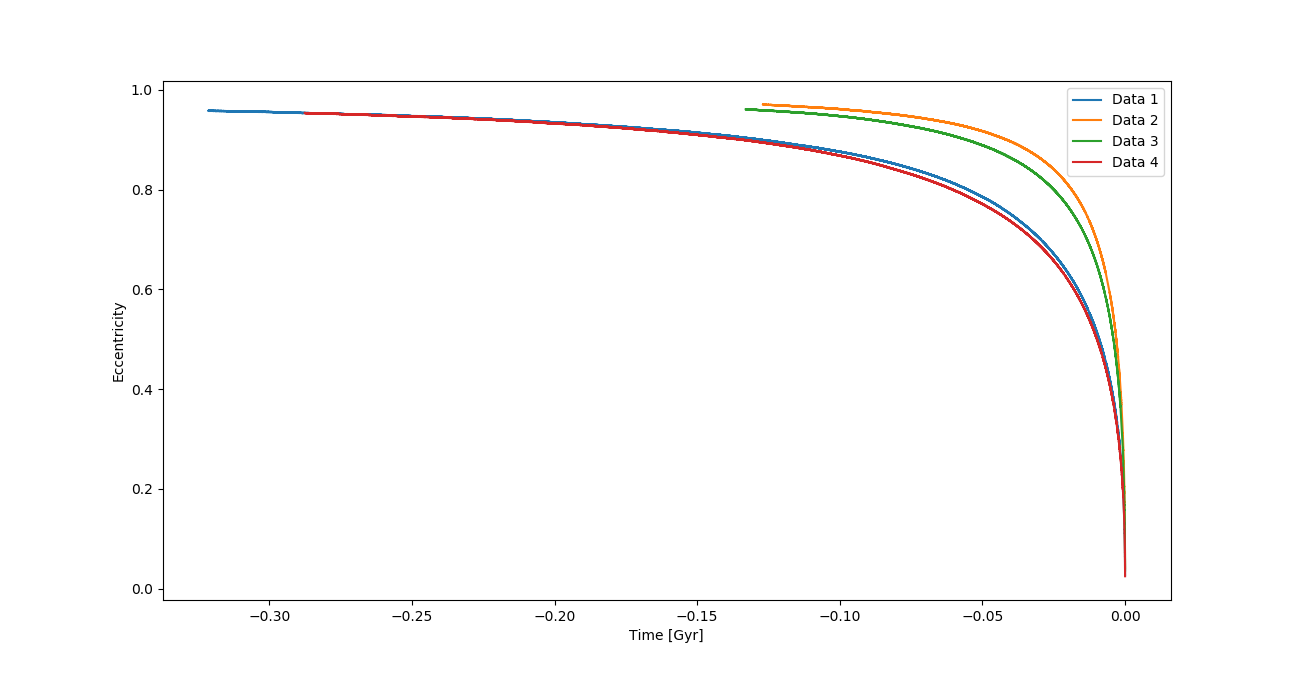 1.0
0.8
0.6
0.4
0.2
0.0
Eccentricity
−0.30
−0.25
−0.20
−0.15
−0.10
−0.05
0.00
Time [Gyr]
Data 1
Data 2
Data 3
Data 4